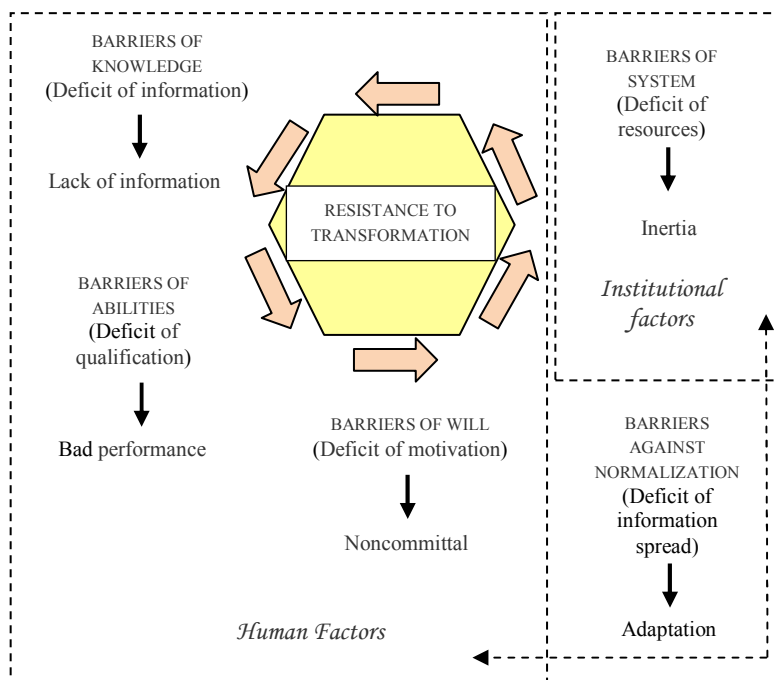 BARRIERS OF
KNOWLEDGE
(Deficit of information)
Lack of information
BARRIERS OF
ABILITIES
(Deficit of
qualification)
Bad performance
RESISTANCE TO
TRANSFORMATION
BARRIERS OF WILL
(Deficit of motivation)
Noncommittal
Human Factors
BARRIERS OF
SYSTEM
(Deficit of
resources)
Inertia
Institutional
factors
BARRIERS
AGAINST
NORMALIZATION
(Deficit of
information
spread)
Adaptation